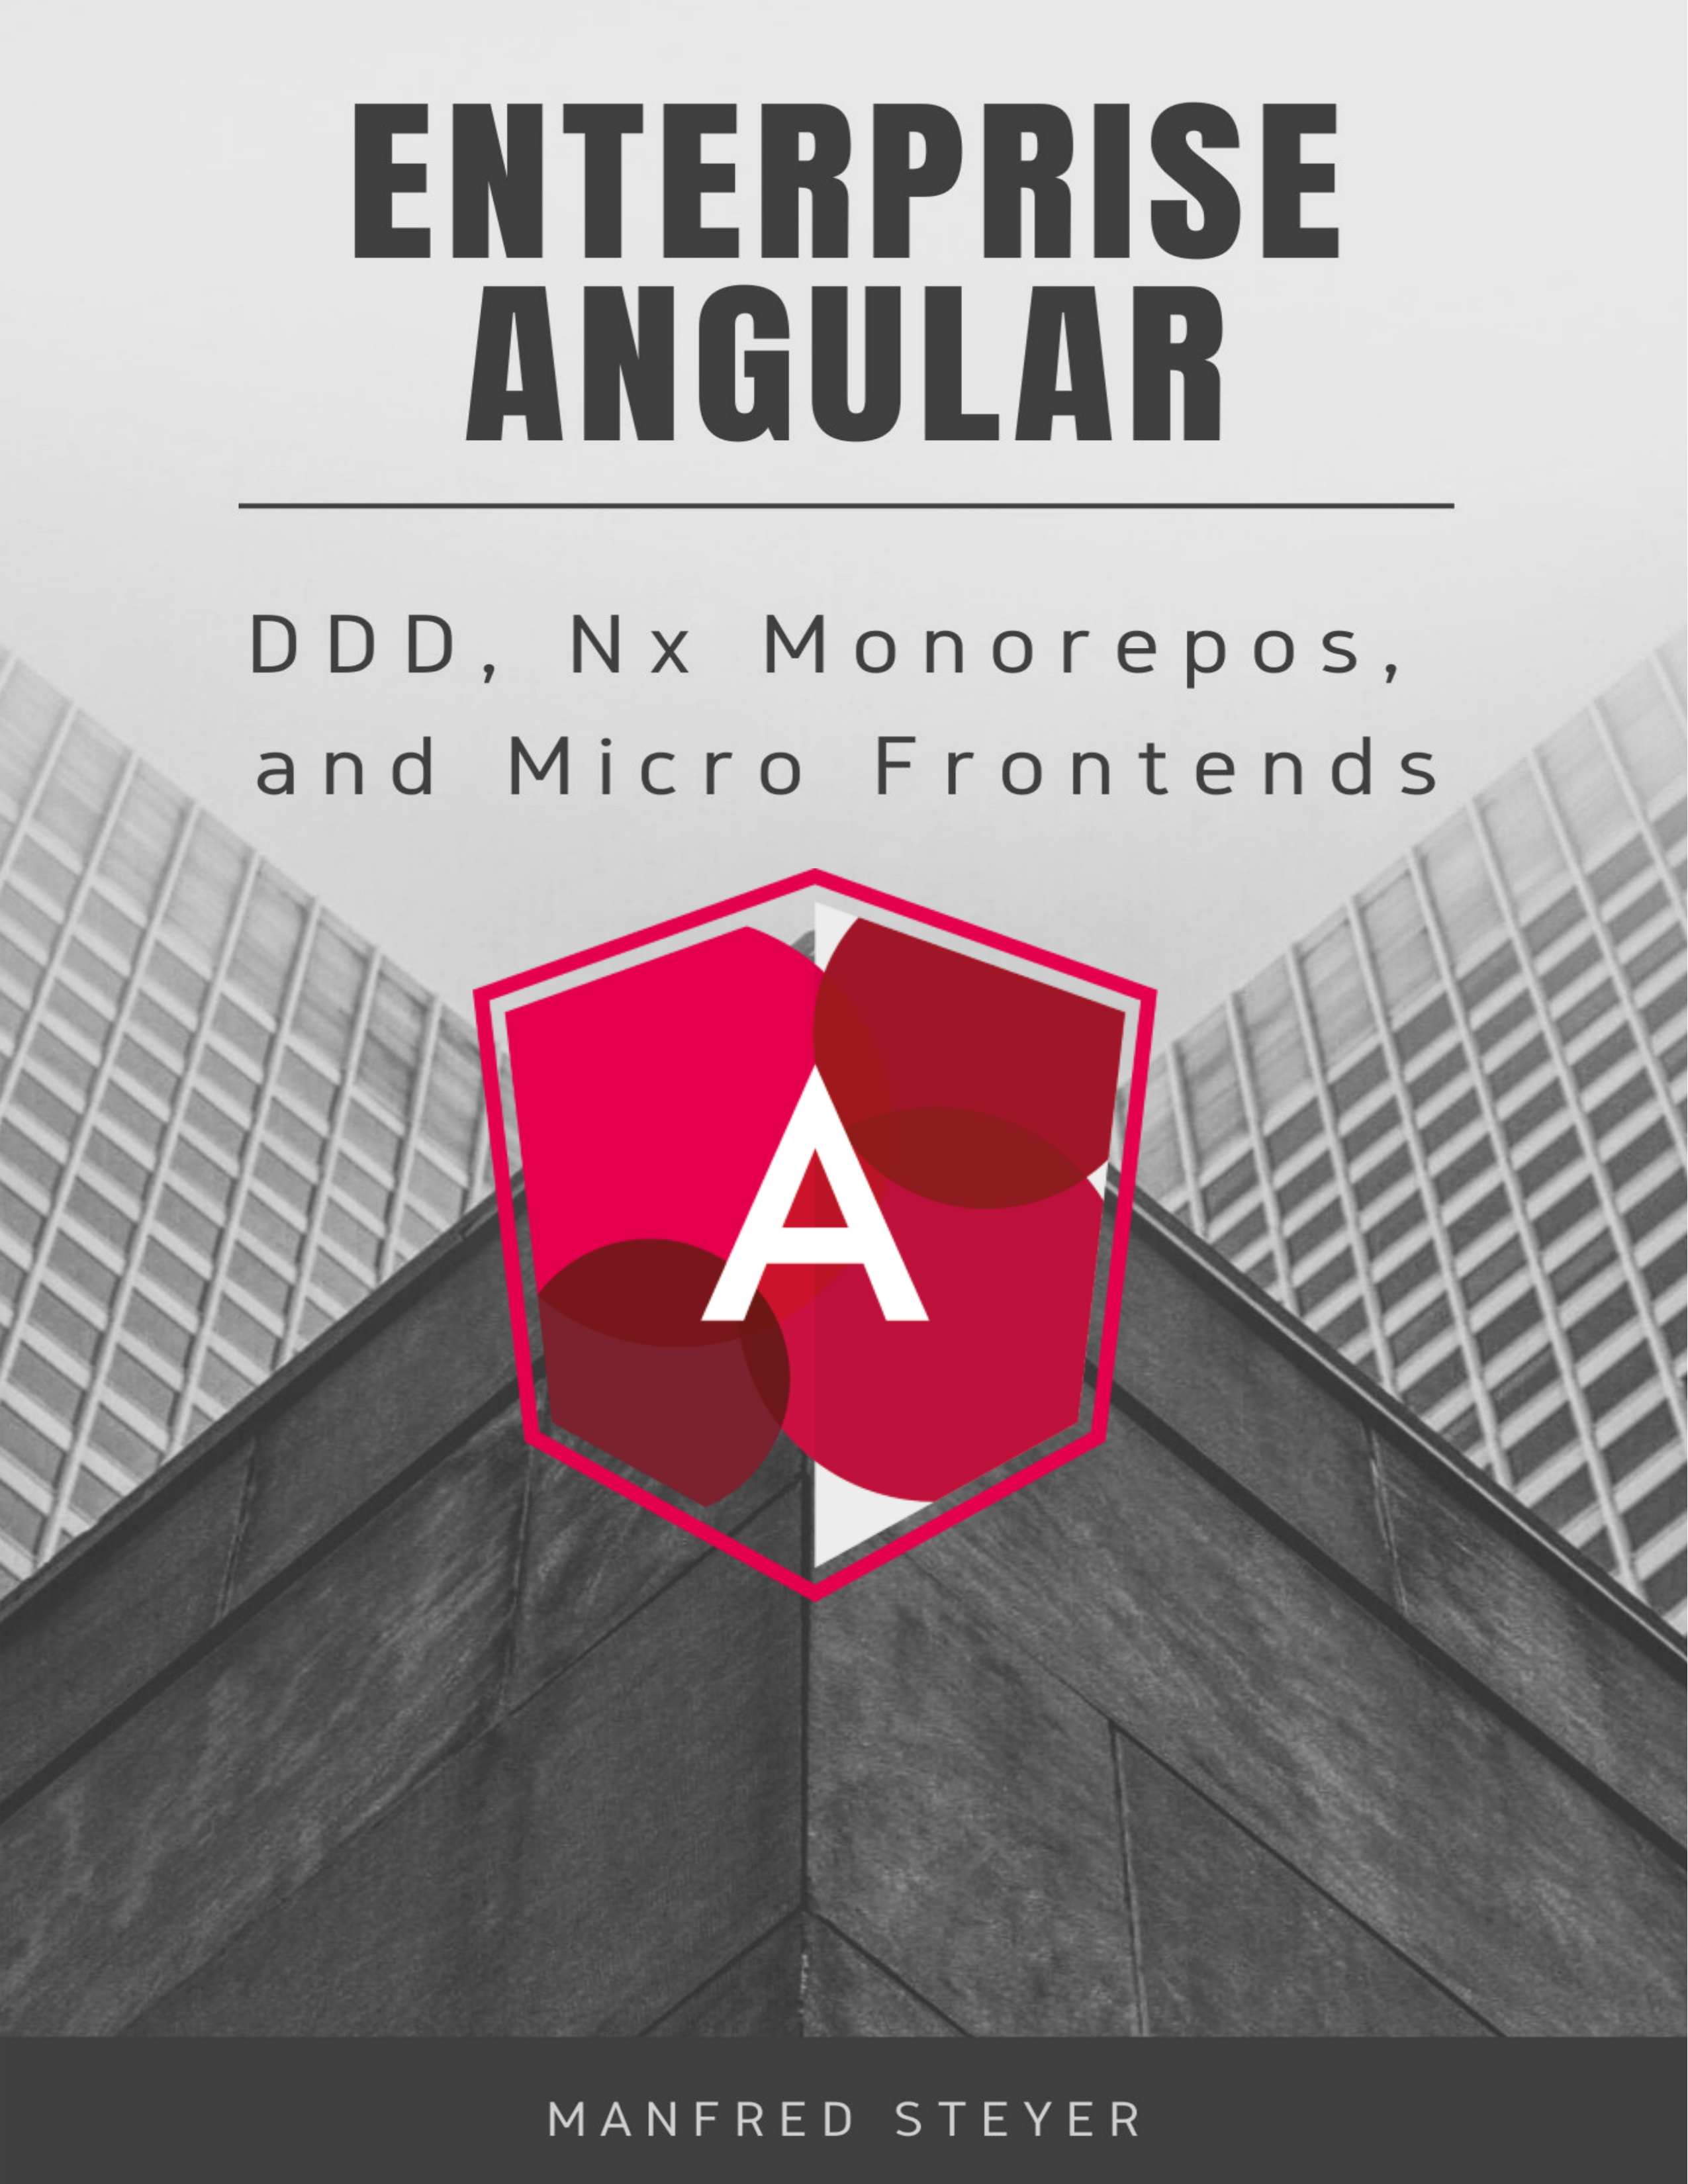 ENTERPRISE
ANGULAR
DDD, Nx Monorepos,
and Micro Frontends
A
MANFRED STEYER